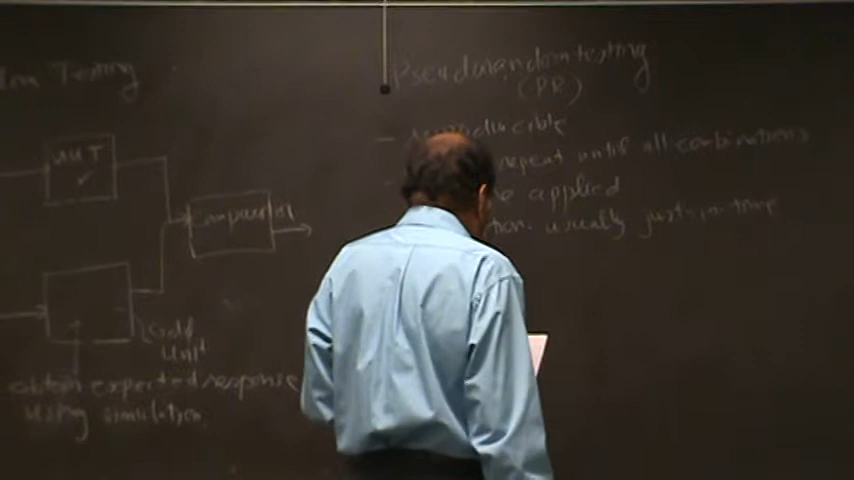 Testing
UUT
Comparator
Gold
Unit
obtain expected response
using simulation
Pseudorandom testing
(PR)
- reproducible
repeat until all combinations
applied
usually just-in-time